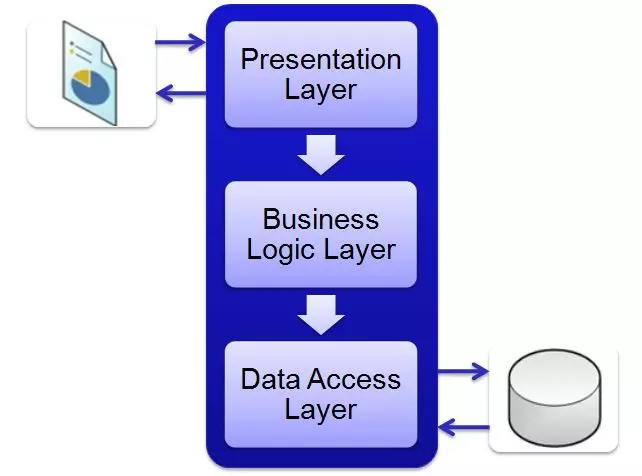 Presentation
Layer
Business
Logic Layer
Data Access
Layer